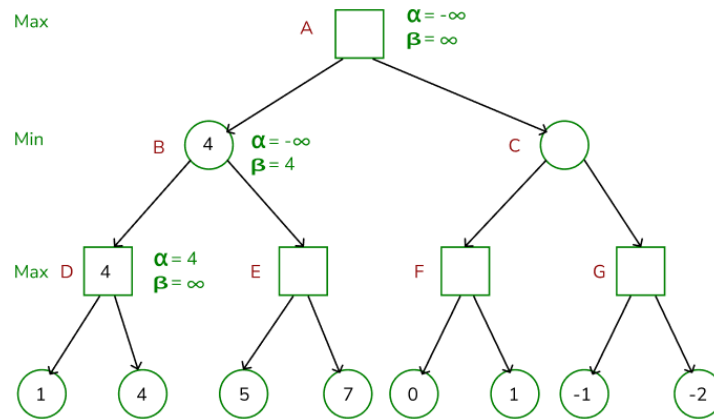 Max
A
α = -∞
β = ∞
Min
B
4
α = -∞
β = 4
C
Max
D
4
α = 4
β = ∞
E
F
G
1
4
5
7
0
1
-1
-2